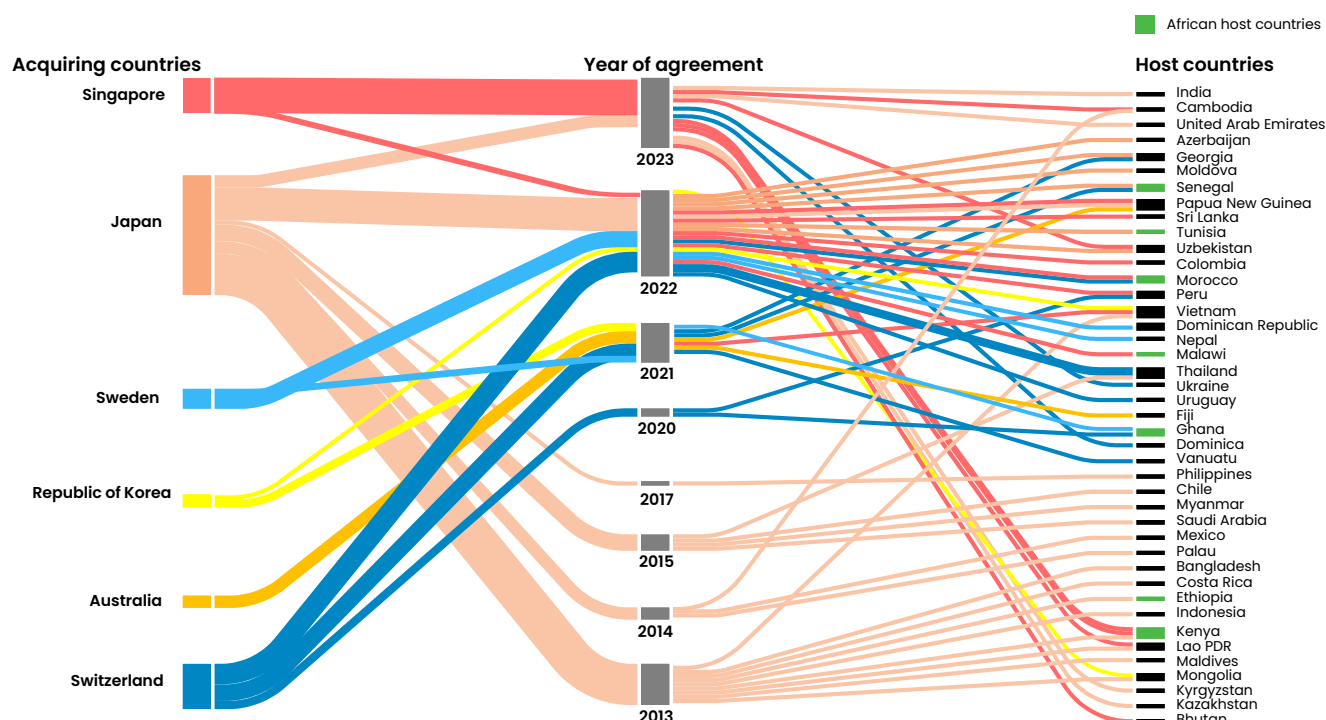 African host countries
Acquiring countries
Year of agreement
Host countries
Singapore
Japan
Sweden
Republic of Korea
Australia
Switzerland
2023
2022
2021
2020
2017
2015
2014
2013
India
Cambodia
United Arab Emirates
Azerbaijan
Georgia
Moldova
Senegal
Papua New Guinea
Sri Lanka
Tunisia
Uzbekistan
Colombia
Morocco
Peru
Vietnam
Dominican Republic
Nepal
Malawi
Thailand
Ukraine
Uruguay
Fiji
Ghana
Dominica
Vanuatu
Philippines
Chile
Myanmar
Saudi Arabia
Mexico
Palau
Bangladesh
Costa Rica
Ethiopia
Indonesia
Kenya
Lao PDR
Maldives
Mongolia
Kyrgyzstan
Kazakhstan
Bhutan